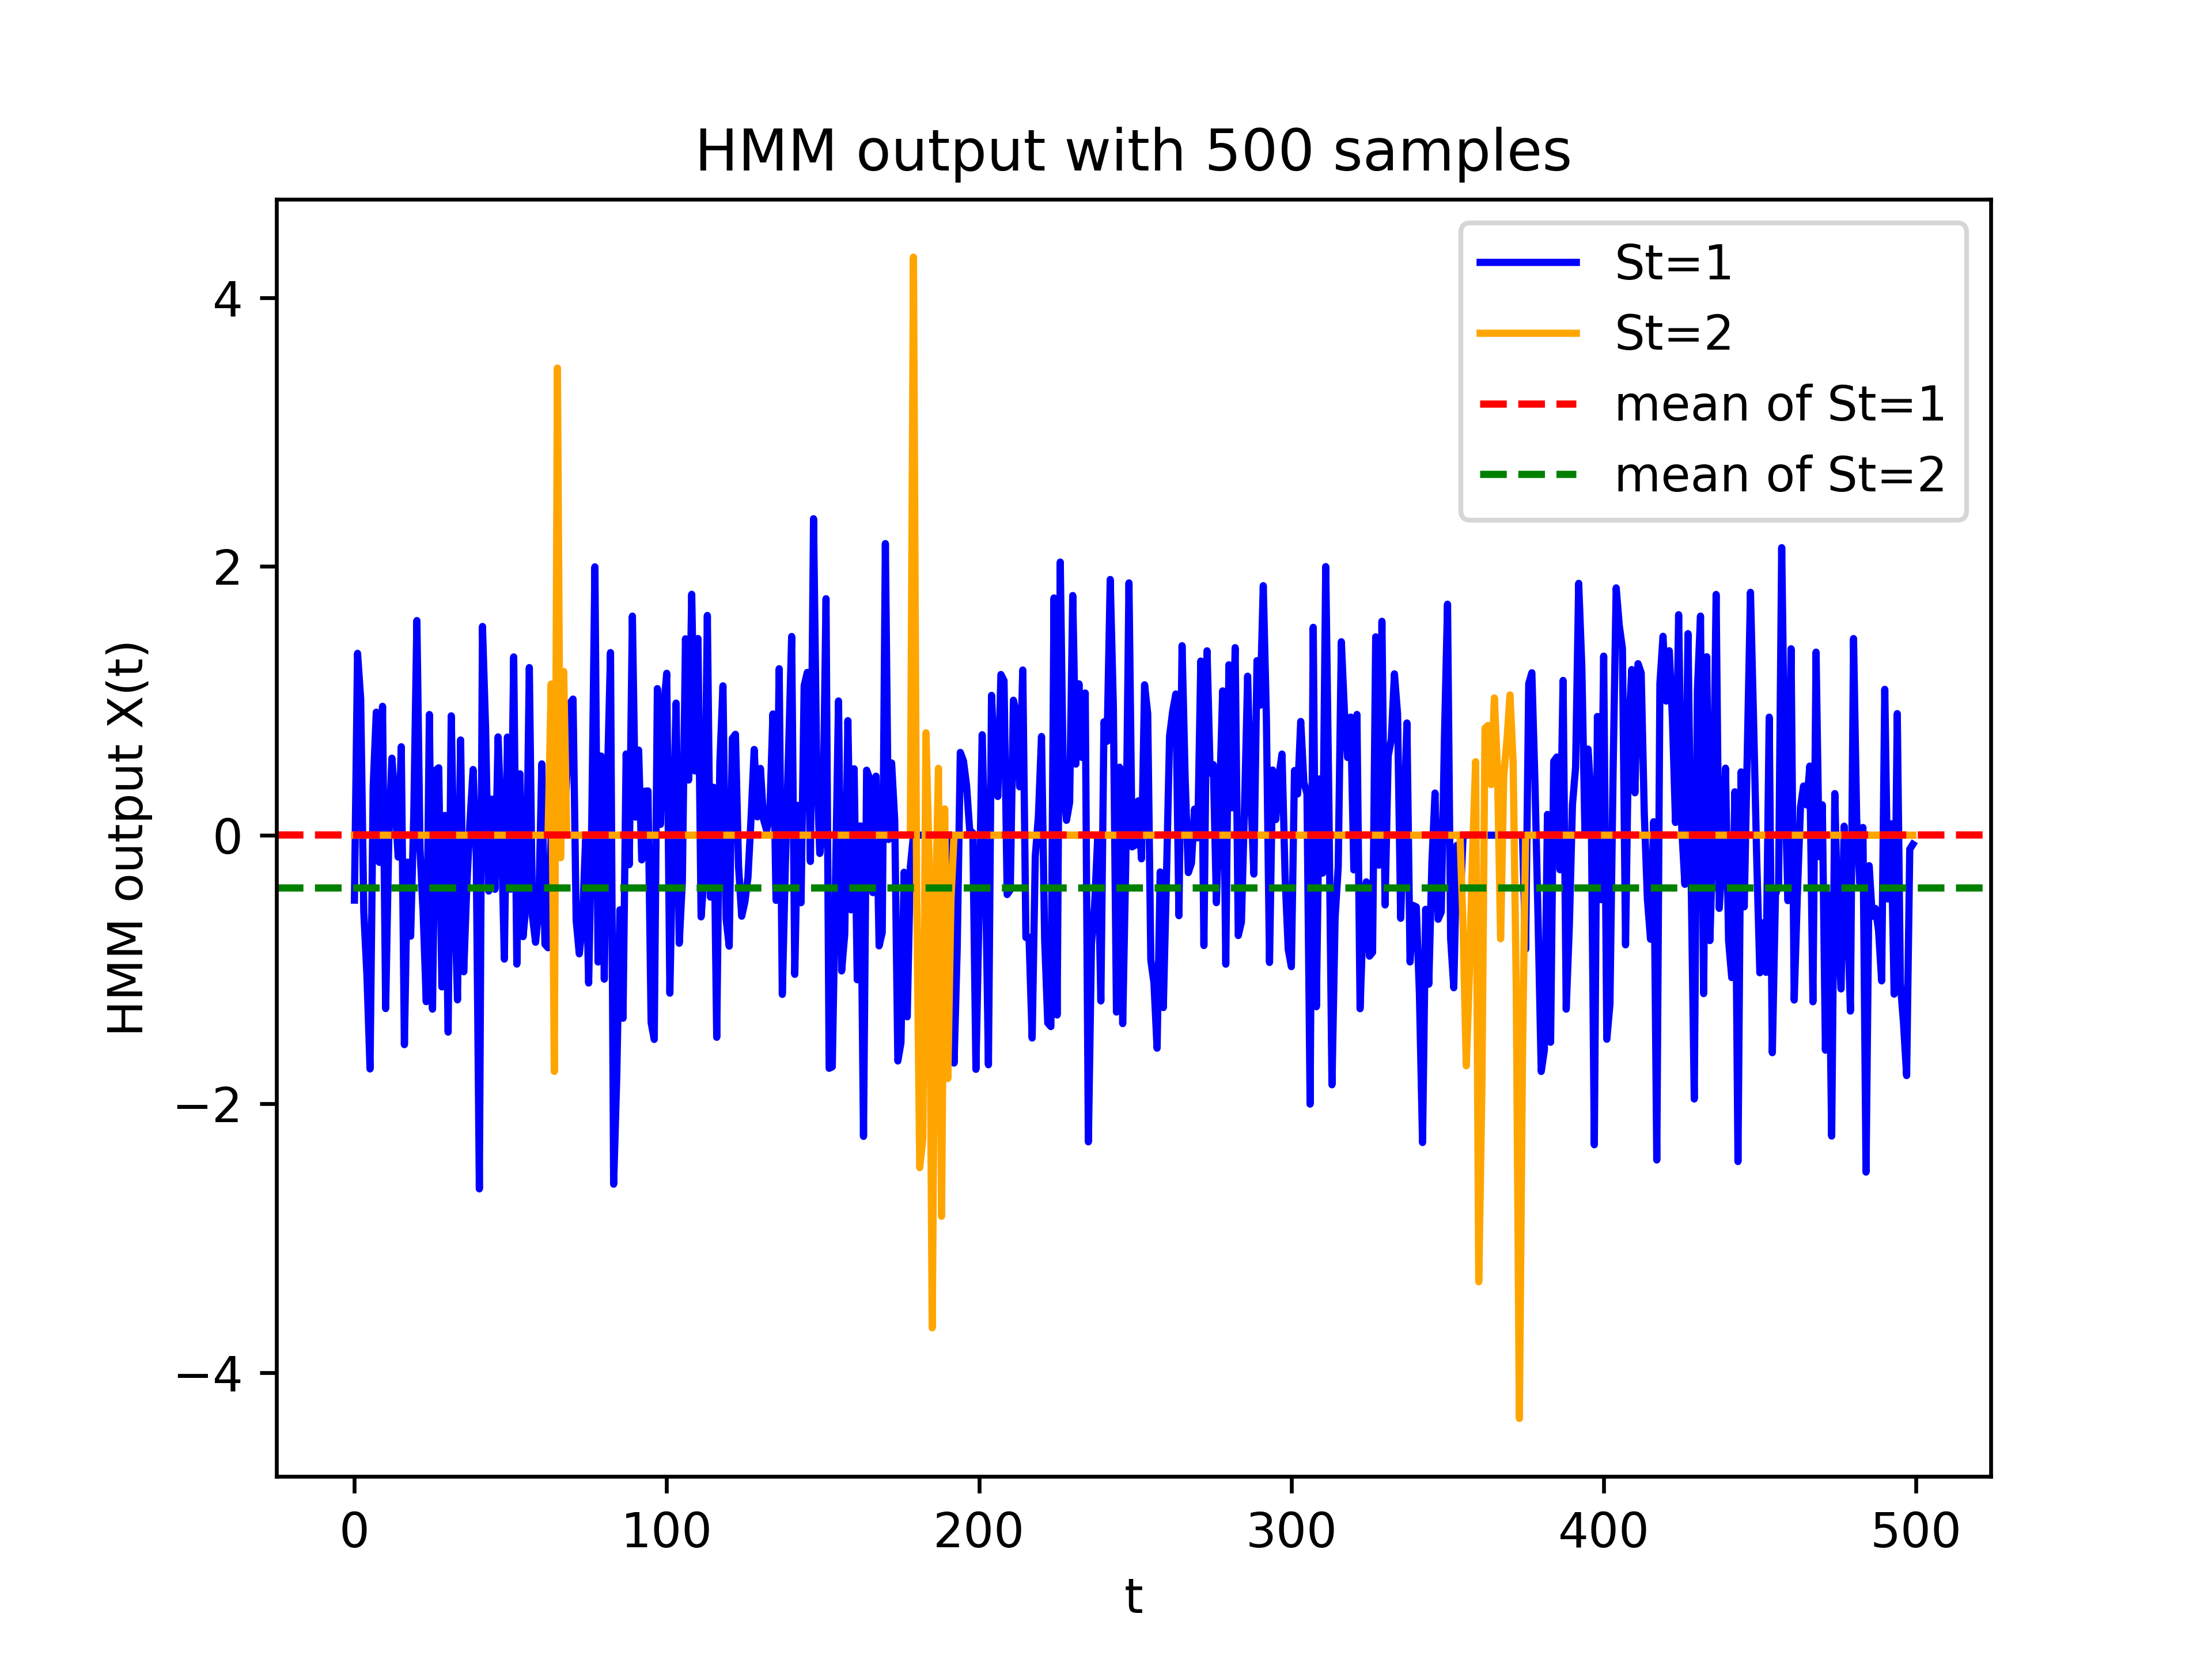 HMM output with 500 samples
St=1
St=2
mean of St=1
mean of St=2
HMM output X(t)
4
2
0
−2
−4
0 100 200 300 400 500
t